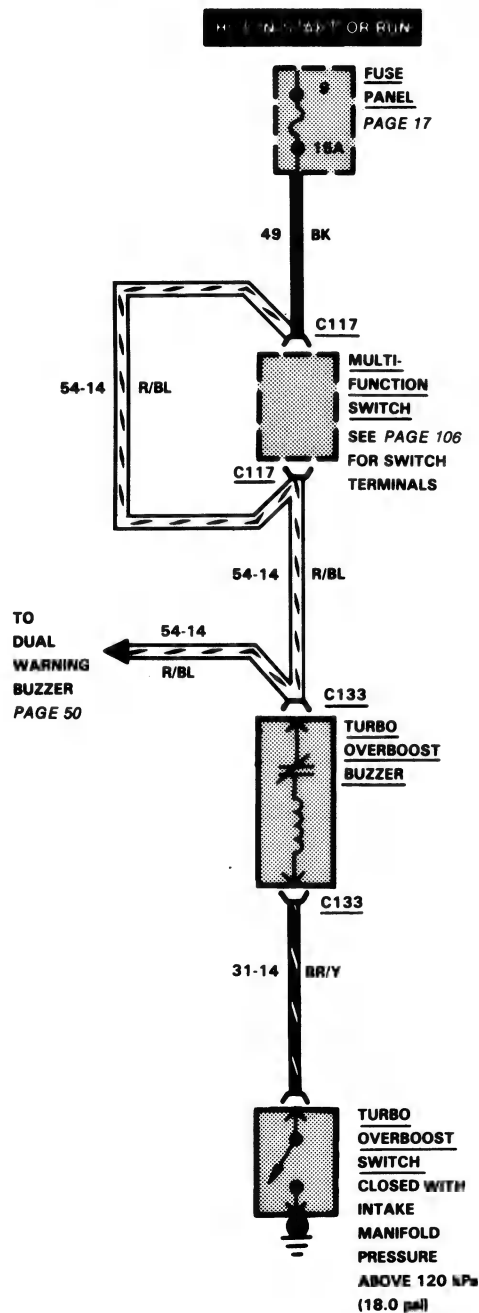 HOT IN START OR RUN
FUSE
PANEL
PAGE 17
9
15A
49 BK
C117
MULTI-
FUNCTION
SWITCH
SEE PAGE 106
FOR SWITCH
TERMINALS
54-14 R/BL
C117
54-14 R/BL
TO
DUAL
WARNING
BUZZER
PAGE 50
54-14
R/BL
C133
TURBO
OVERBOOST
BUZZER
C133
31-14 BR/Y
TURBO
OVERBOOST
SWITCH
CLOSED WITH
INTAKE
MANIFOLD
PRESSURE
ABOVE 120 kPa
(18.0 psi)